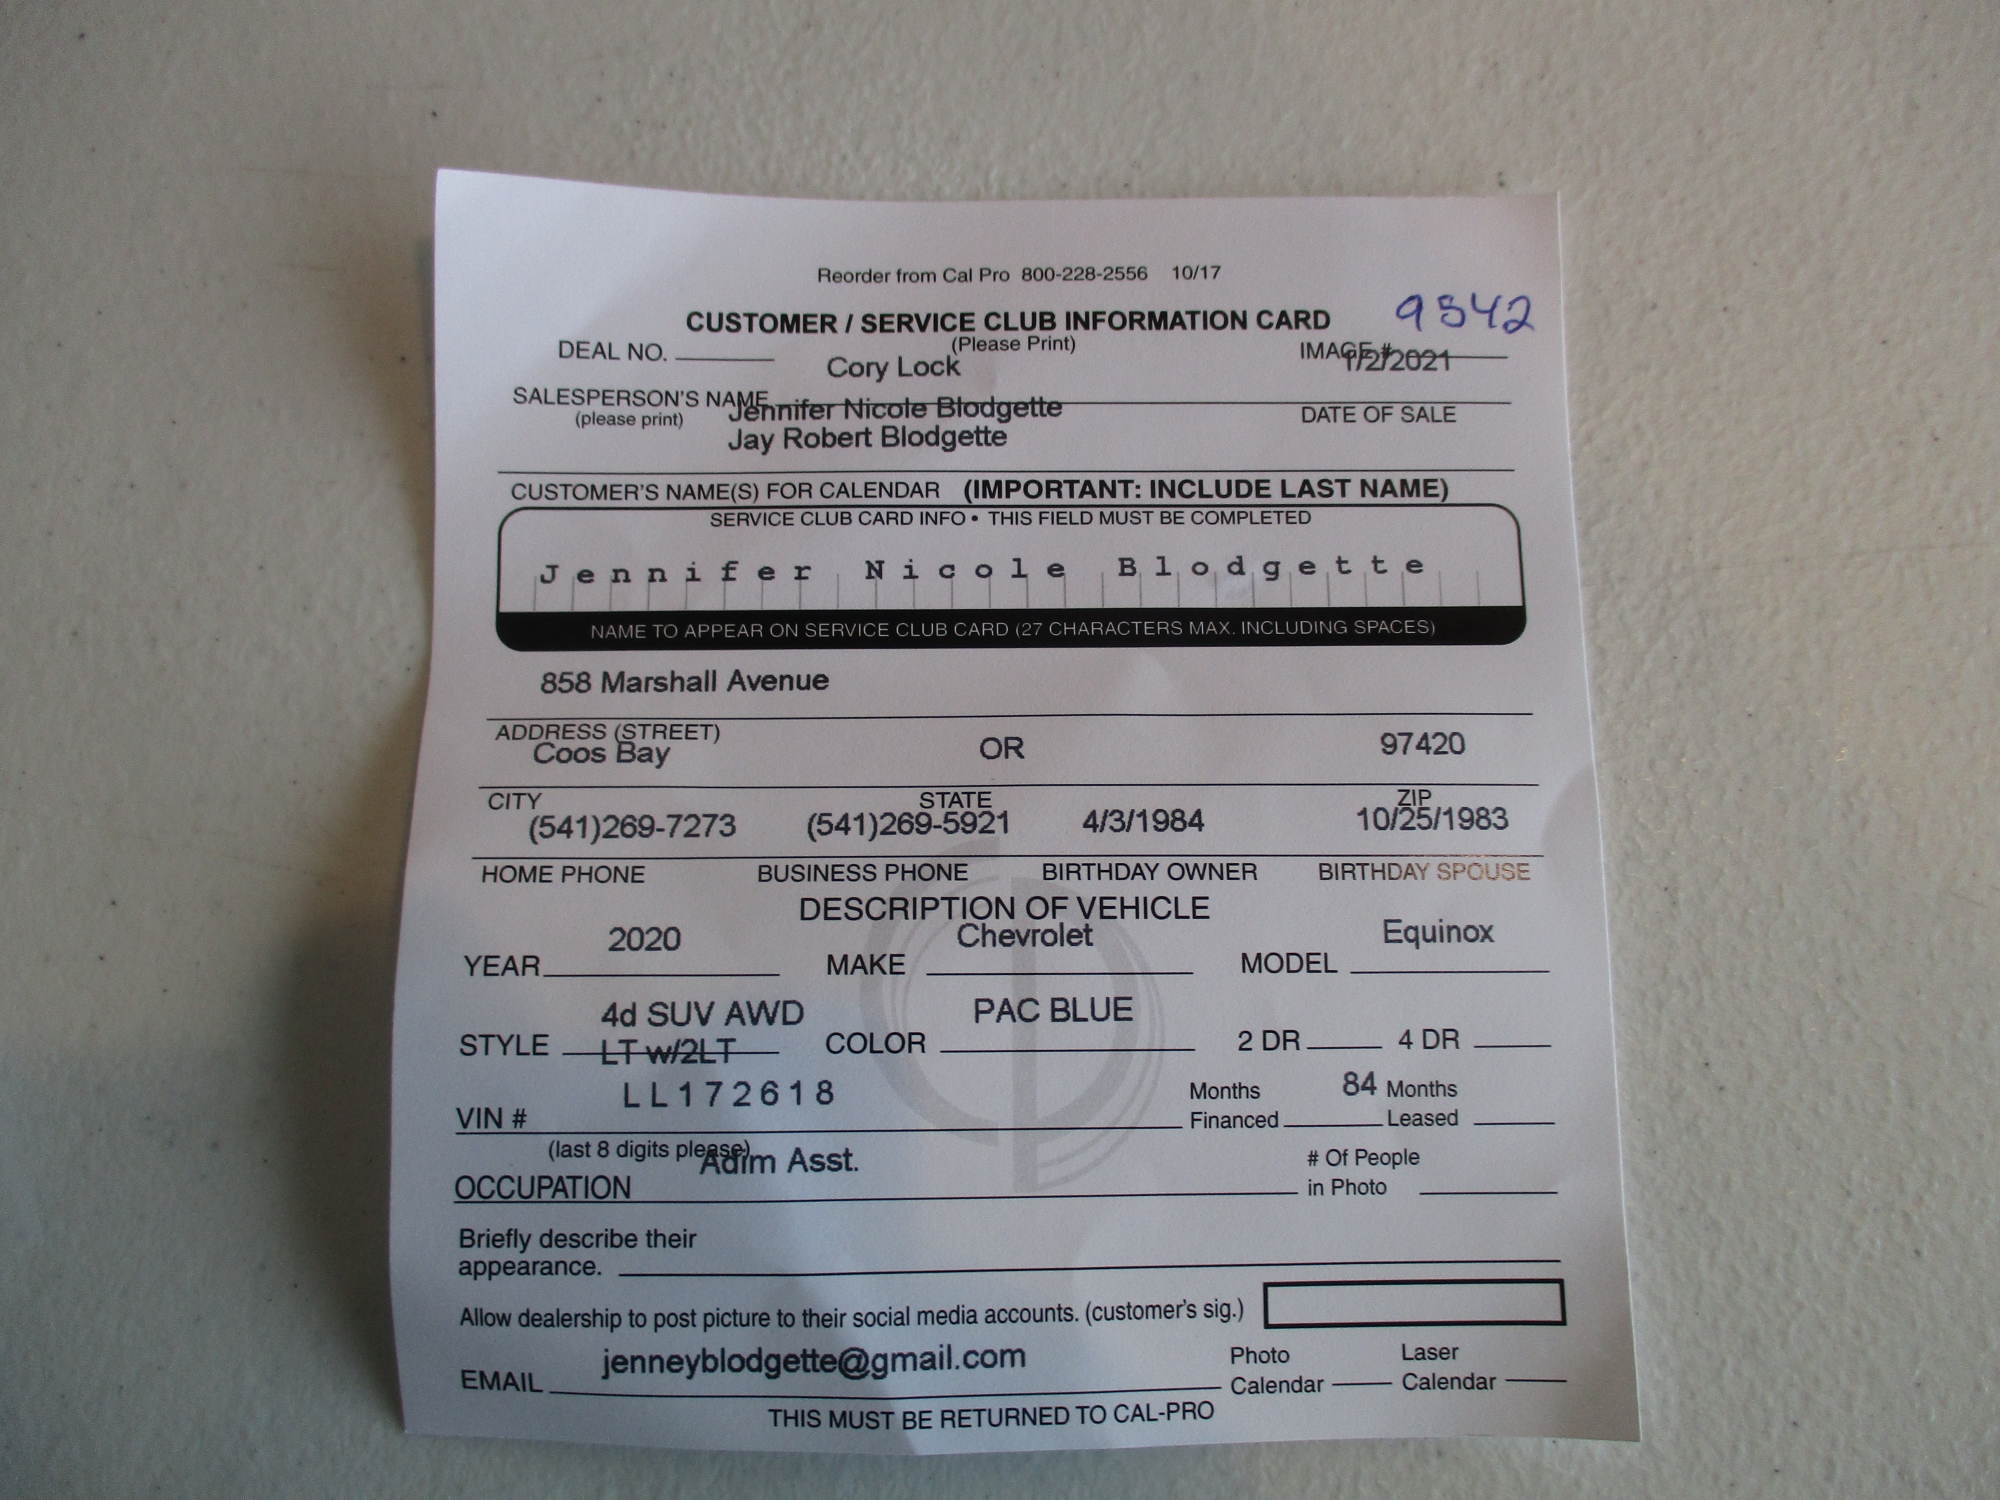 Reorder from Cal Pro 800-228-2556 10/17
CUSTOMER / SERVICE CLUB INFORMATION CARD 9542
(Please Print)
DEAL NO. IMAGE #
Cory Lock 1/2/2021
SALESPERSON'S NAME
(please print) DATE OF SALE
Jennifer Nicole Blodgette
Jay Robert Blodgette
CUSTOMER'S NAME(S) FOR CALENDAR (IMPORTANT: INCLUDE LAST NAME)
SERVICE CLUB CARD INFO • THIS FIELD MUST BE COMPLETED
Jennifer Nicole Blodgette
NAME TO APPEAR ON SERVICE CLUB CARD (27 CHARACTERS MAX. INCLUDING SPACES)
858 Marshall Avenue
ADDRESS (STREET)
Coos Bay OR 97420
CITY STATE ZIP
(541)269-7273 (541)269-5921 4/3/1984 10/25/1983
HOME PHONE BUSINESS PHONE BIRTHDAY OWNER BIRTHDAY SPOUSE
DESCRIPTION OF VEHICLE
2020 Chevrolet Equinox
YEAR MAKE MODEL
4d SUV AWD PAC BLUE
STYLE LT w/2LT COLOR 2 DR 4 DR
LL172618 Months 84 Months
VIN # Financed Leased
(last 8 digits please)
Adim Asst. # Of People
OCCUPATION in Photo
Briefly describe their
appearance.
Allow dealership to post picture to their social media accounts. (customer's sig.)
jenneyblodgette@gmail.com Photo Laser
EMAIL Calendar Calendar
THIS MUST BE RETURNED TO CAL-PRO